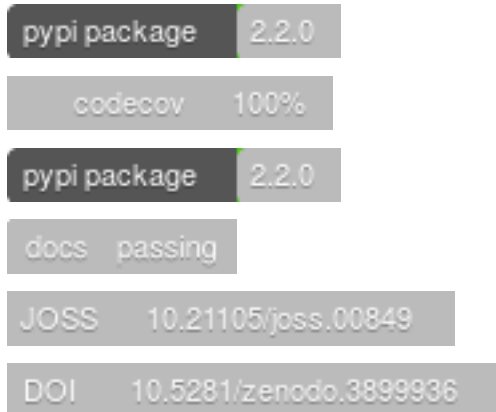 pypi package 2.2.0
codecov 100%
pypi package 2.2.0
docs passing
JOSS 10.21105/joss.00849
DOI 10.5281/zenodo.3899936